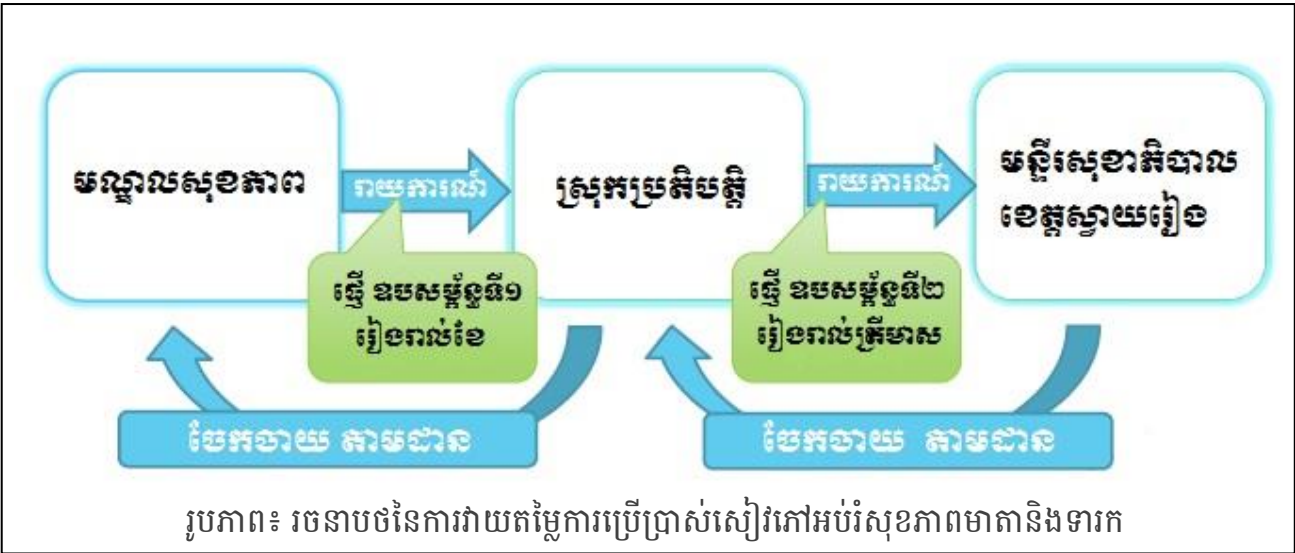 មណ្ឌលសុខភាព
រាយការណ៍
ស្រុកប្រតិបត្តិ
រាយការណ៍
មន្ទីរសុខាភិបាល
ខេត្តស្វាយរៀង
ផ្ញើ ឧបសម្ព័ន្ធទី១
រៀងរាល់ខែ
ផ្ញើ ឧបសម្ព័ន្ធទី២
រៀងរាល់ត្រីមាស
ចែកចាយ តាមដាន
ចែកចាយ តាមដាន
រូបភាព៖ រចនាបថនៃការវាយតម្លៃការប្រើប្រាស់សៀវភៅអប់រំសុខភាពមាតានិងទារក